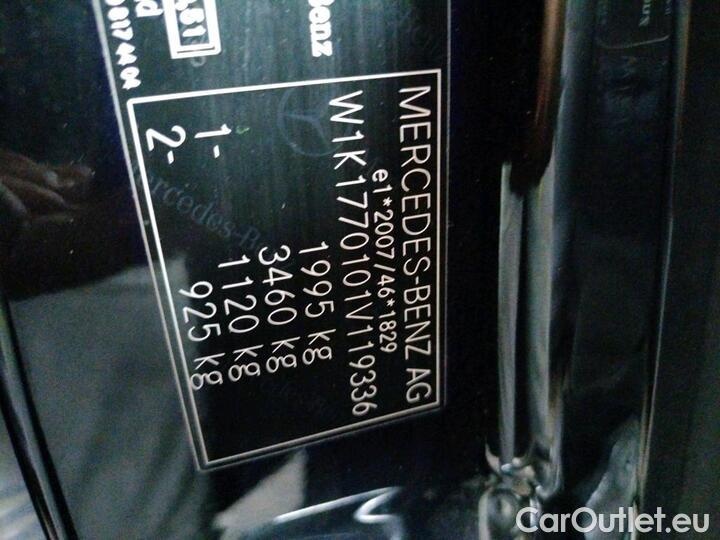 MERCEDES-BENZ AG
e1*2007/46*1829
W1K1770101V119336
1995 kg
3460 kg
1- 1120 kg
2- 925 kg
Benz
CarOutlet.eu